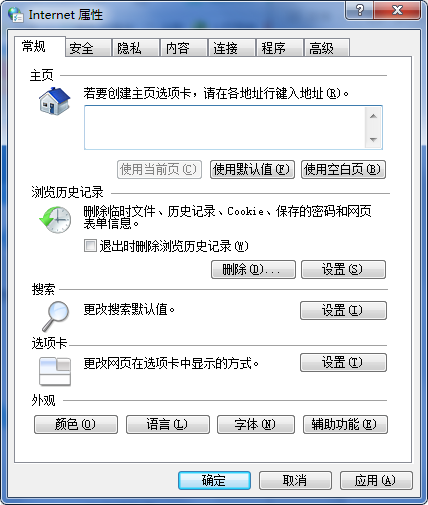 Internet 属性
常规 安全 隐私 内容 连接 程序 高级
主页
若要创建主页选项卡，请在各地址行键入地址(R)。
使用当前页(C) 使用默认值(F) 使用空白页(B)
浏览历史记录
删除临时文件、历史记录、Cookie、保存的密码和网页
表单信息。
退出时删除浏览历史记录(W)
删除(D)... 设置(S)
搜索
更改搜索默认值。 设置(I)
选项卡
更改网页在选项卡中显示的方式。 设置(T)
外观
颜色(O) 语言(L) 字体(N) 辅助功能(E)
确定 取消 应用(A)